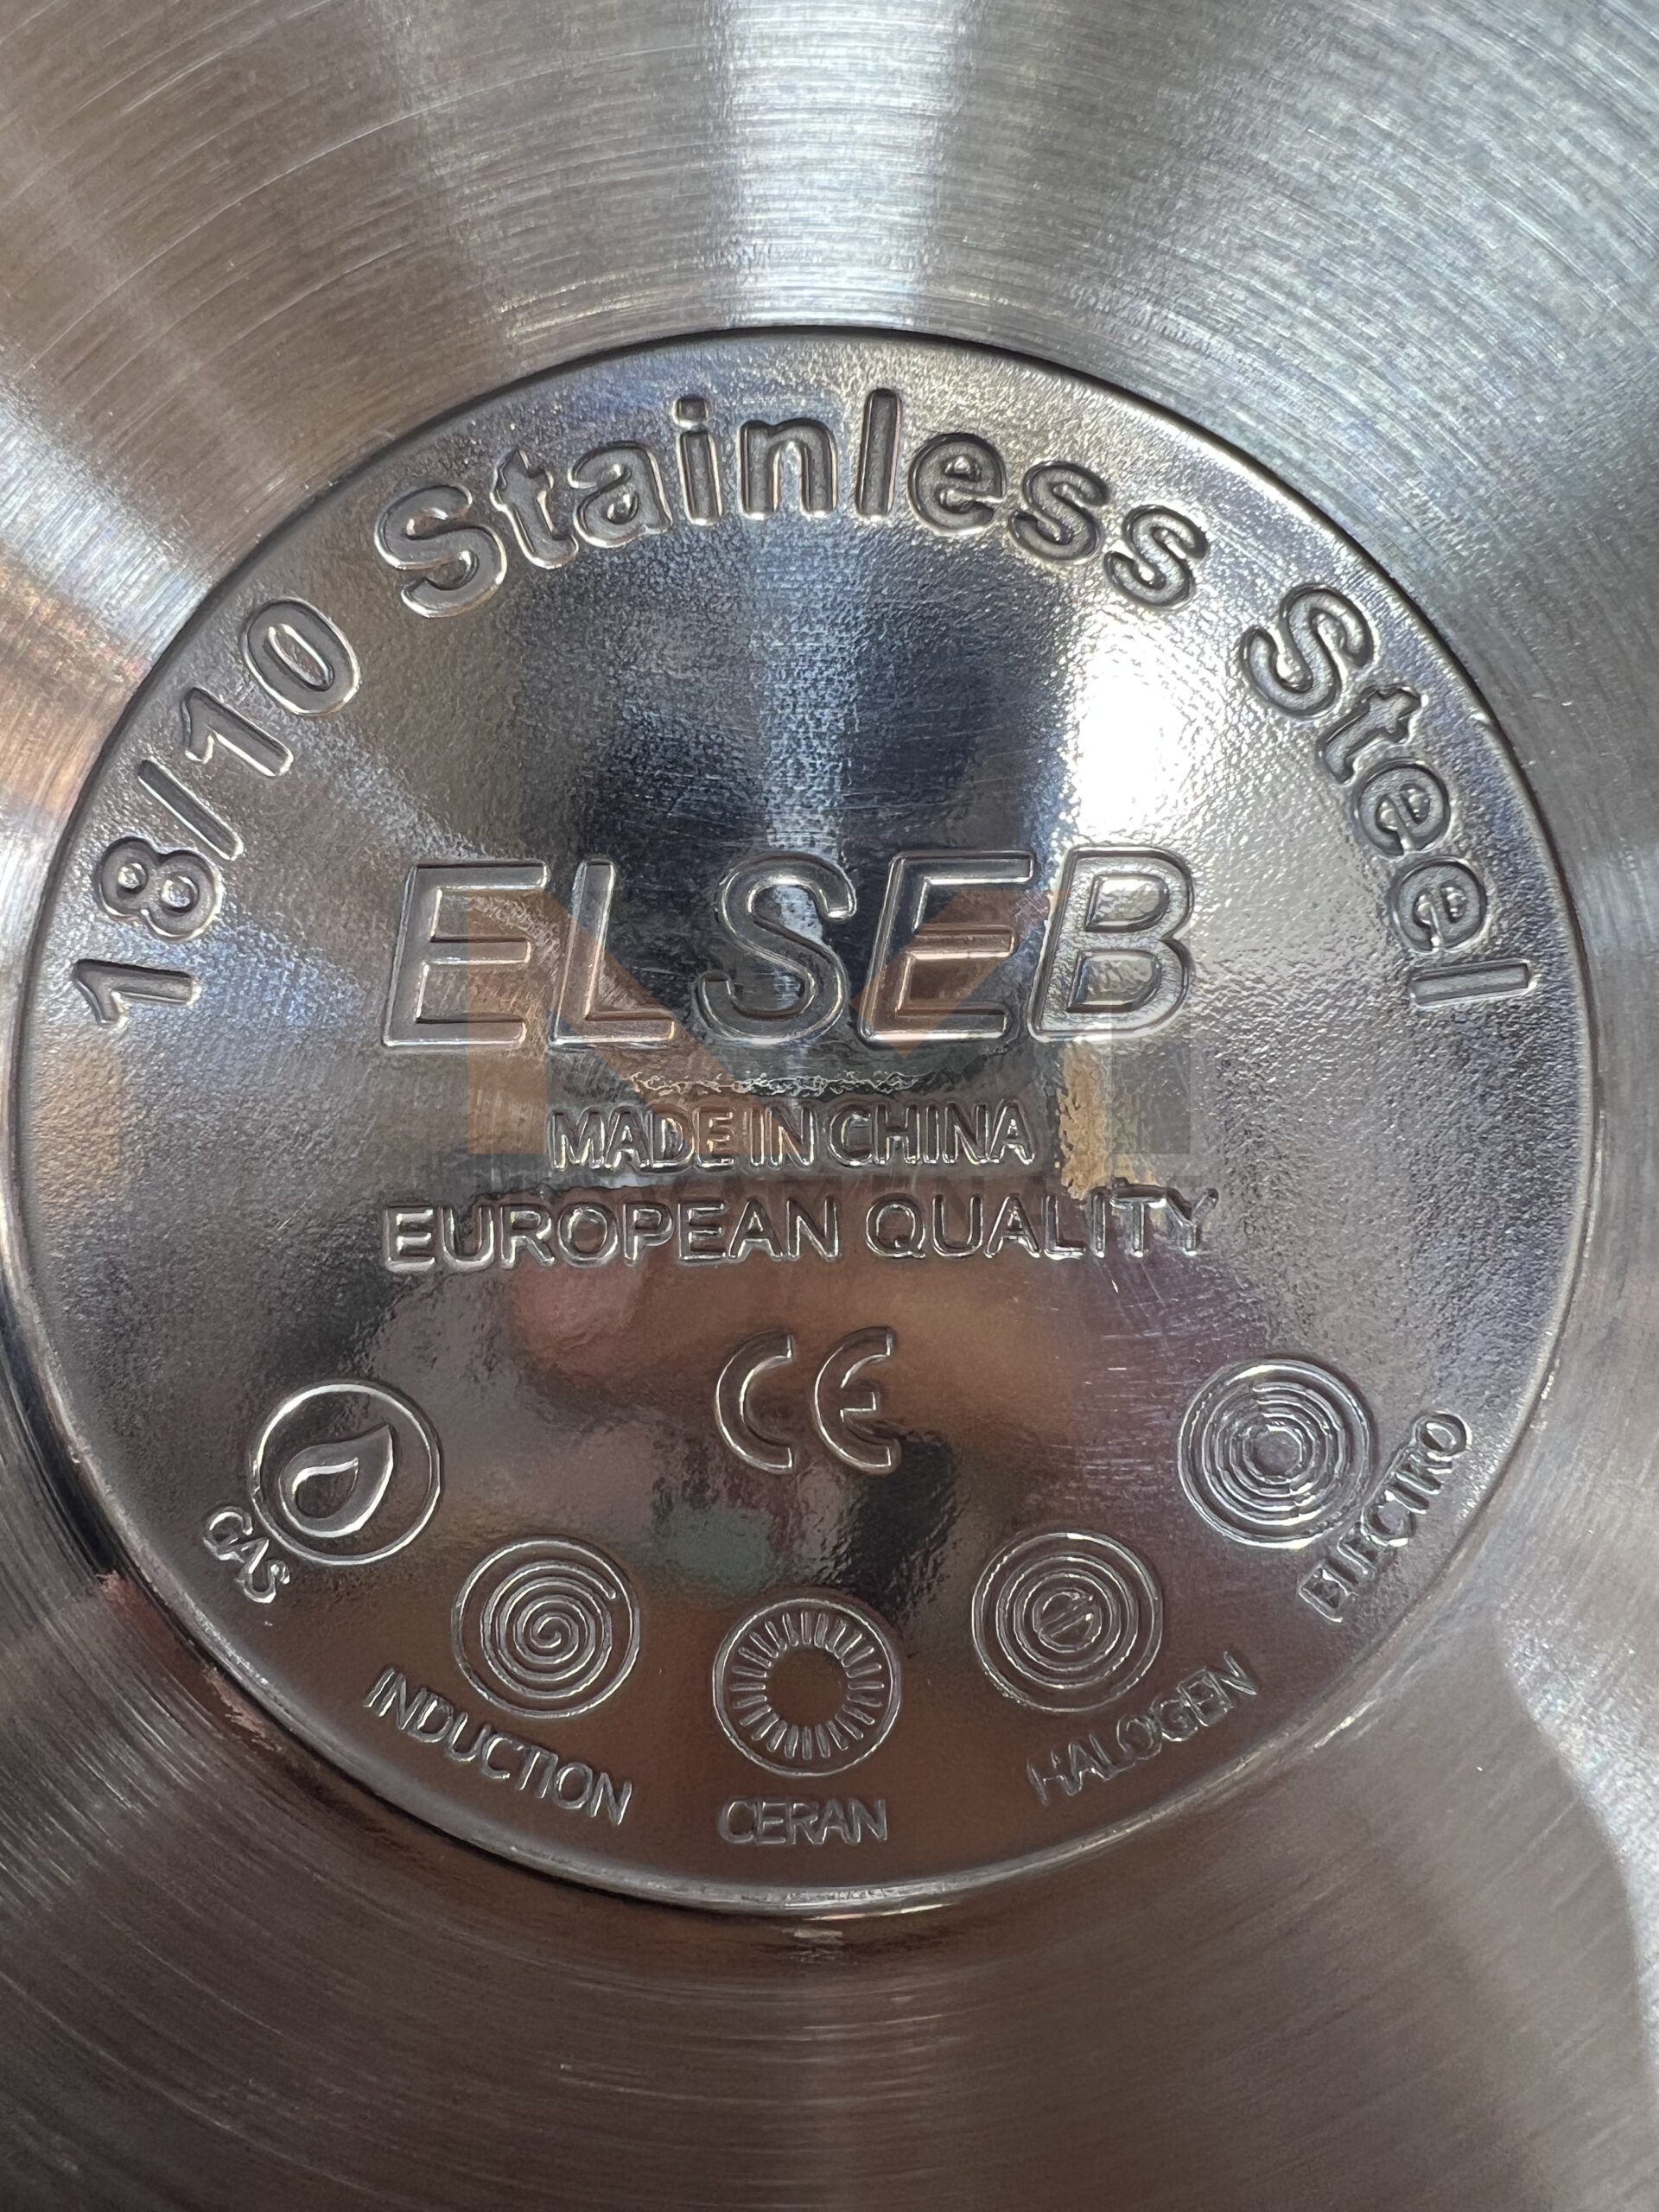 18/10 Stainless Steel
ELSEB
MADE IN CHINA
EUROPEAN QUALITY
CE
GAS
INDUCTION
CERAN
HALOGEN
ELECTRO